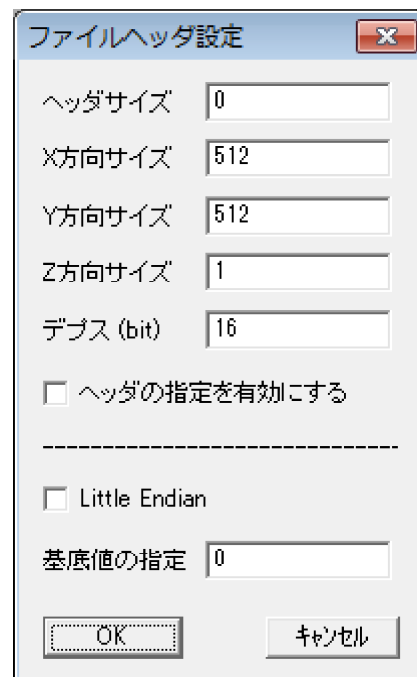 ファイルヘッダ設定
ヘッダサイズ 0
X方向サイズ 512
Y方向サイズ 512
Z方向サイズ 1
デプス (bit) 16
ヘッダの指定を有効にする
Little Endian
基底値の指定 0
OK キャンセル